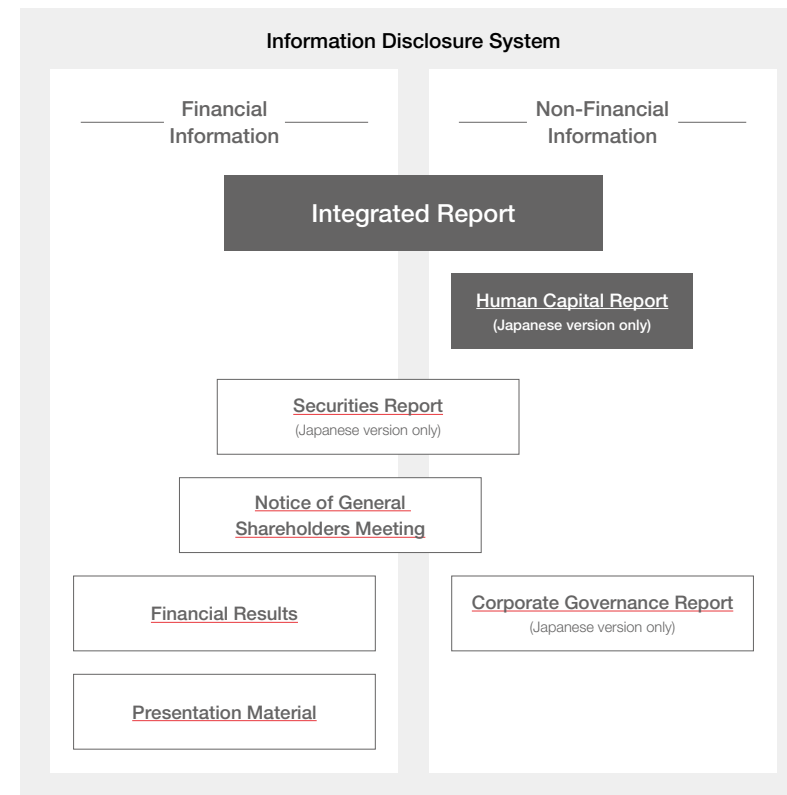 Information Disclosure System
Financial
Information
Non-Financial
Information
Integrated Report
Human Capital Report
(Japanese version only)
Securities Report
(Japanese version only)
Notice of General
Shareholders Meeting
Financial Results
Corporate Governance Report
(Japanese version only)
Presentation Material